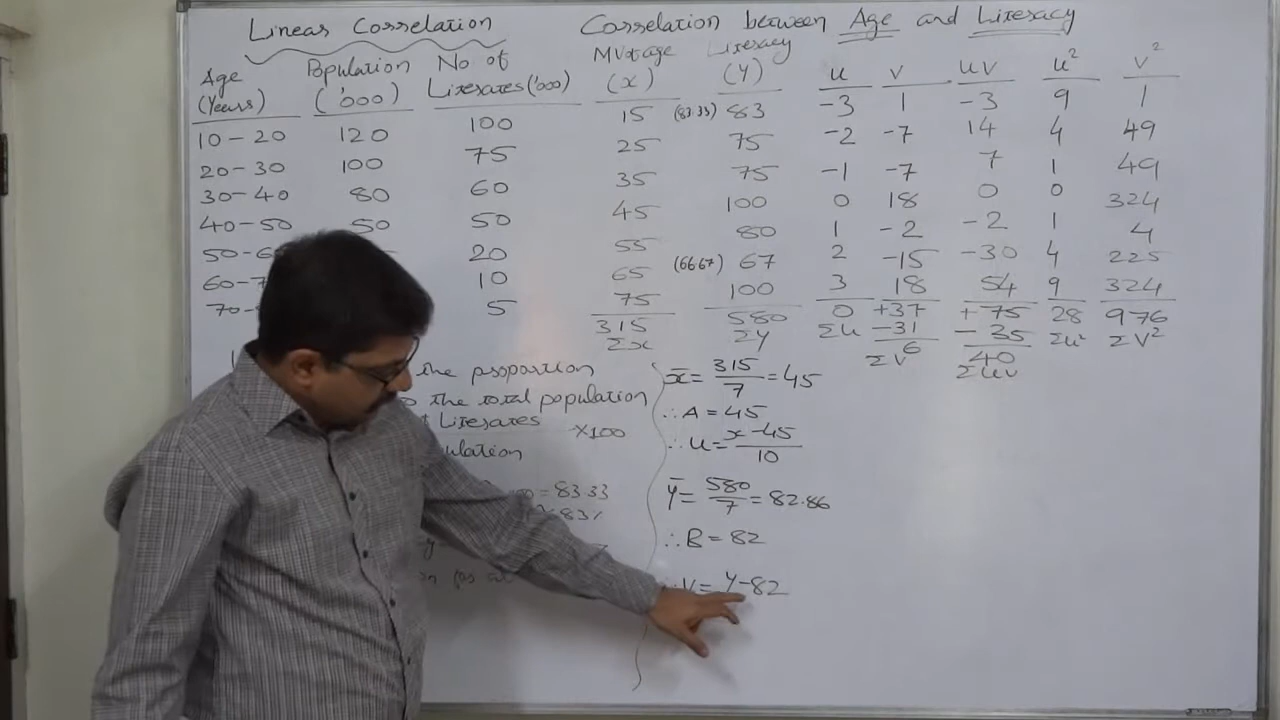 Linear Correlation
Correlation between Age and Literacy
Age (Years) Population ('000) No of Literates ('000) MV of age (x) Literacy (Y) u v uv u² v²
10-20 120 100 15 (83.33) 83 -3 1 -3 9 1
20-30 100 75 25 75 -2 -7 14 4 49
30-40 80 60 35 75 -1 -7 7 1 49
40-50 50 50 45 100 0 18 0 0 324
50-6 20 55 80 1 -2 -2 1 4
60-7 10 65 (66.67) 67 2 -15 -30 4 225
70- 5 75 100 3 18 54 9 324
315 580 0 +37 +75 28 976
Σx ΣY Σu -31 -35 Σu² Σv²
Σv 6 40
Σuv
the proportion
the total population
Literates ×100
= 83.33
83%
x̄ = 315/7 = 45
∴ A = 45
∴ u = x-45/10
ȳ = 580/7 = 82.86
∴ B = 82
∴ V = Y-82